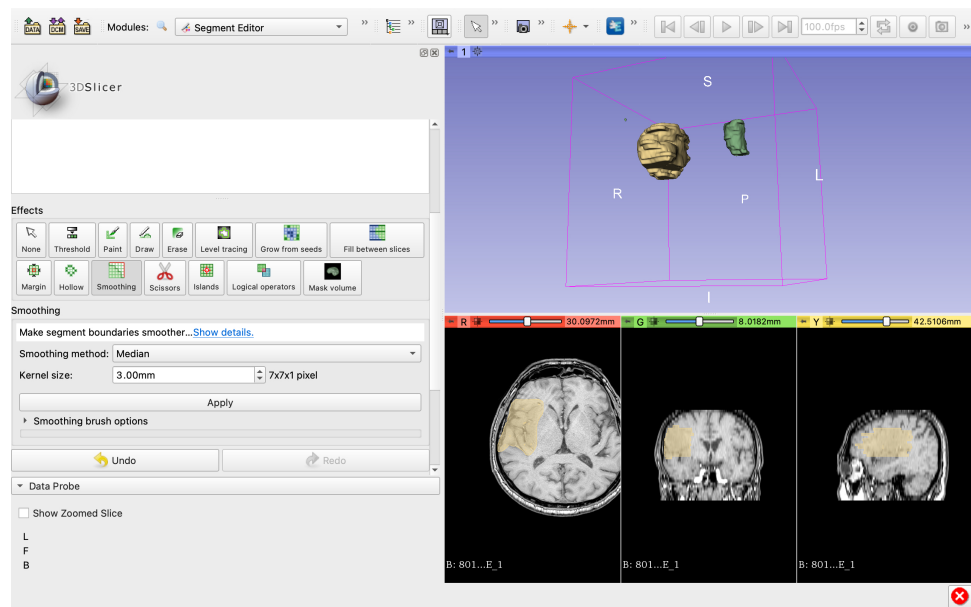 DATA DCM SAVE Modules: Segment Editor » » » » » 100.0fps »
1
3DSlicer
S
R
L
P
I
Effects
None Threshold Paint Draw Erase Level tracing Grow from seeds Fill between slices
Margin Hollow Smoothing Scissors Islands Logical operators Mask volume
Smoothing
Make segment boundaries smoother...Show details.
Smoothing method: Median
Kernel size: 3.00mm 7x7x1 pixel
Apply
Smoothing brush options
Undo Redo
Data Probe
Show Zoomed Slice
L
F
B
R 30.0972mm G 8.0182mm Y 42.5106mm
B: 801...E_1 B: 801...E_1 B: 801...E_1